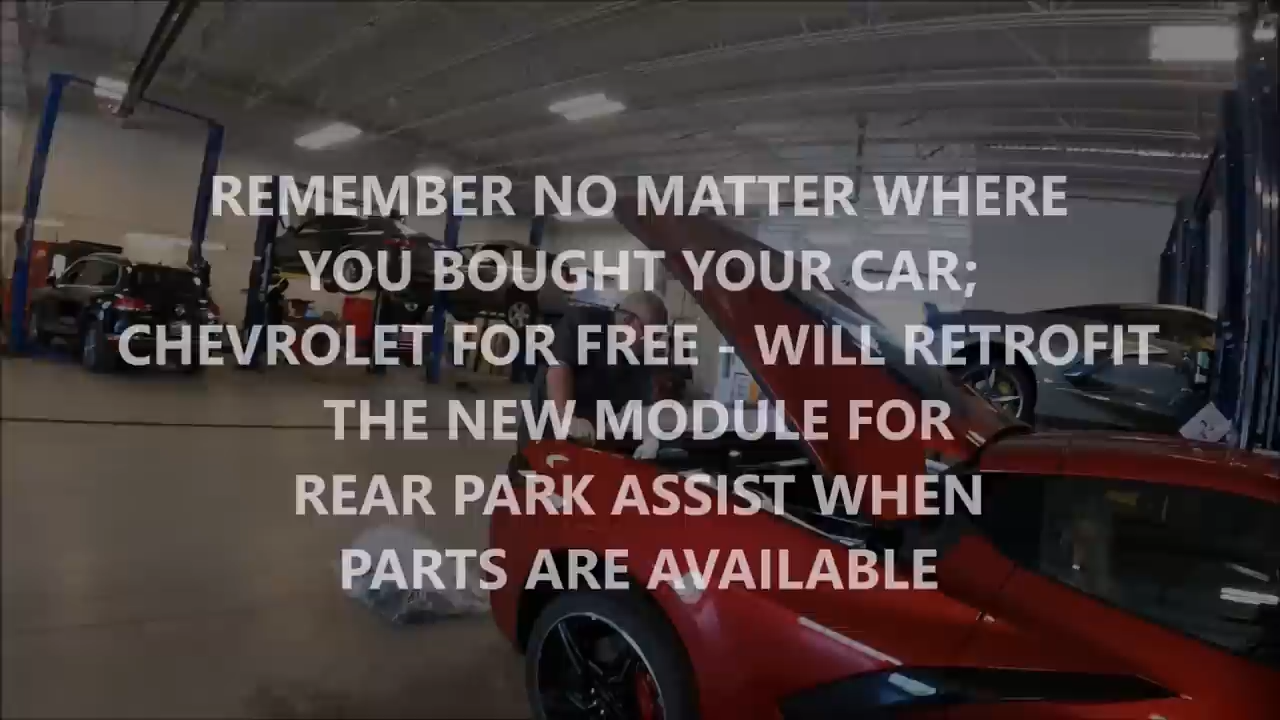 REMEMBER NO MATTER WHERE
YOU BOUGHT YOUR CAR;
CHEVROLET FOR FREE - WILL RETROFIT
THE NEW MODULE FOR
REAR PARK ASSIST WHEN
PARTS ARE AVAILABLE